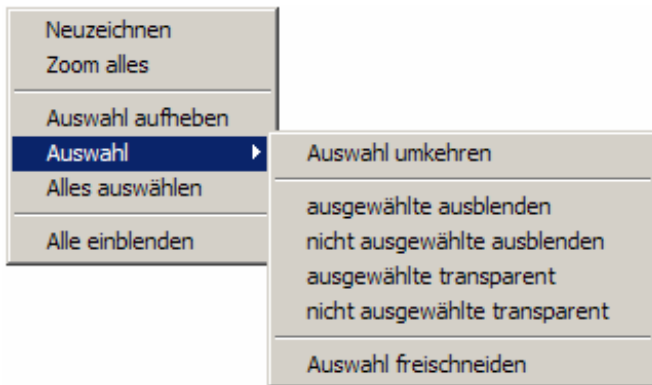 Neuzeichnen
Zoom alles
Auswahl aufheben
Auswahl
Alles auswählen
Alle einblenden
Auswahl umkehren
ausgewählte ausblenden
nicht ausgewählte ausblenden
ausgewählte transparent
nicht ausgewählte transparent
Auswahl freischneiden